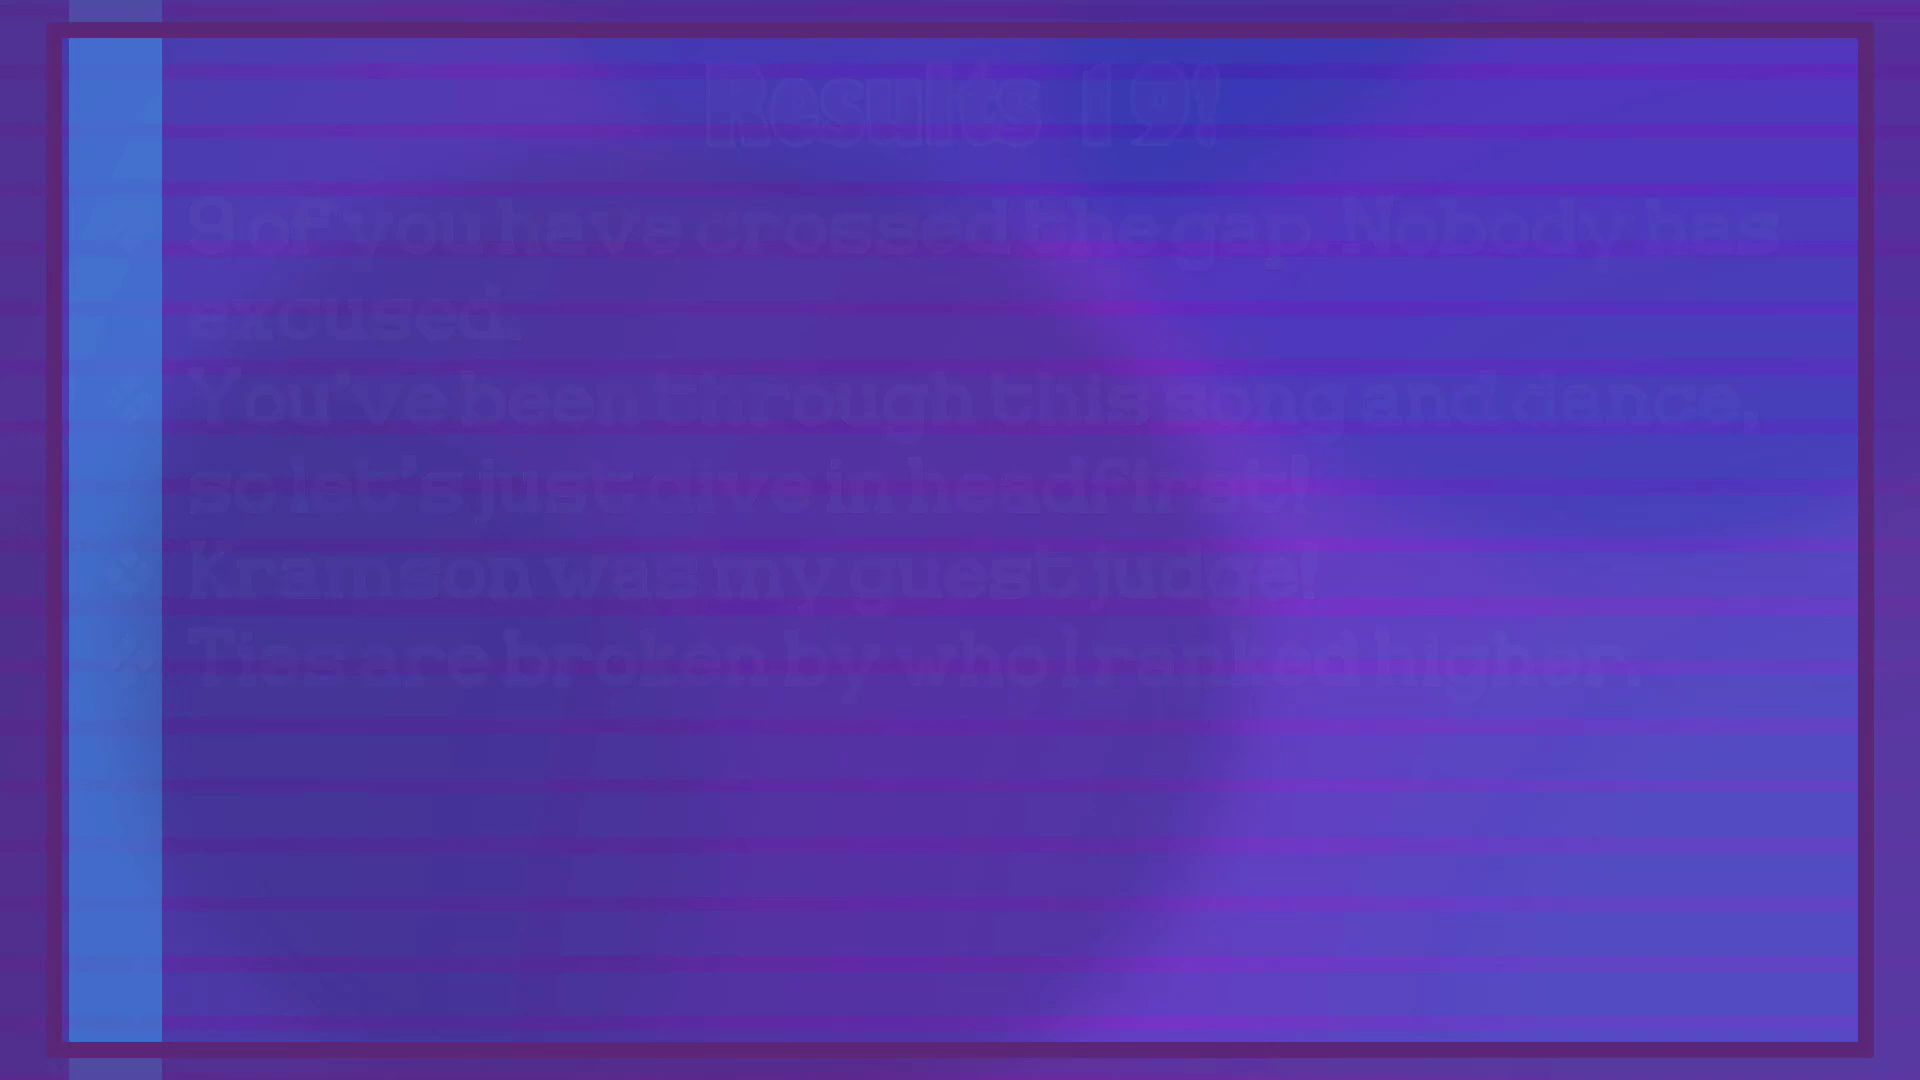 Results 19!
❖ 9 of you have crossed the gap. Nobody has
excused.
❖ You've been through this song and dance,
so let's just dive in headfirst!
❖ Kramson was my guest judge!
❖ Ties are broken by who I ranked higher.